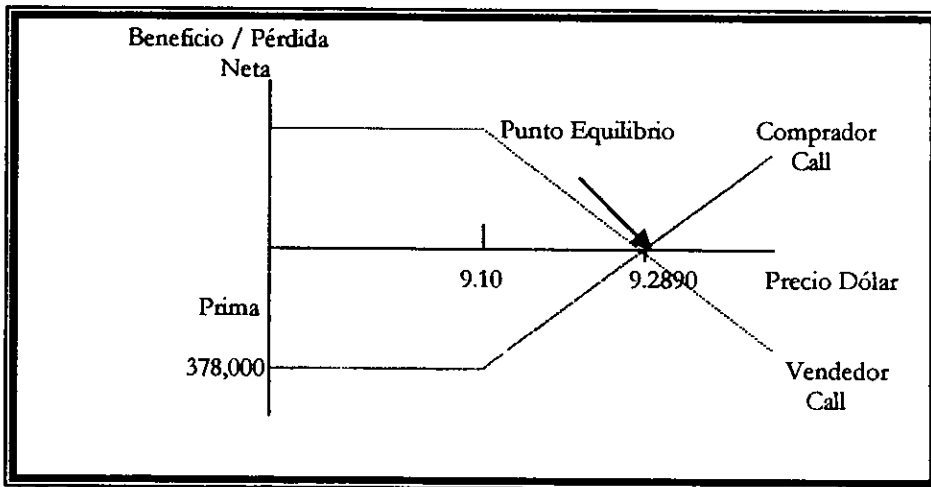 Beneficio / Pérdida
Neta
Punto Equilibrio
Comprador
Call
9.10
9.2890
Precio Dólar
Prima
378,000
Vendedor
Call